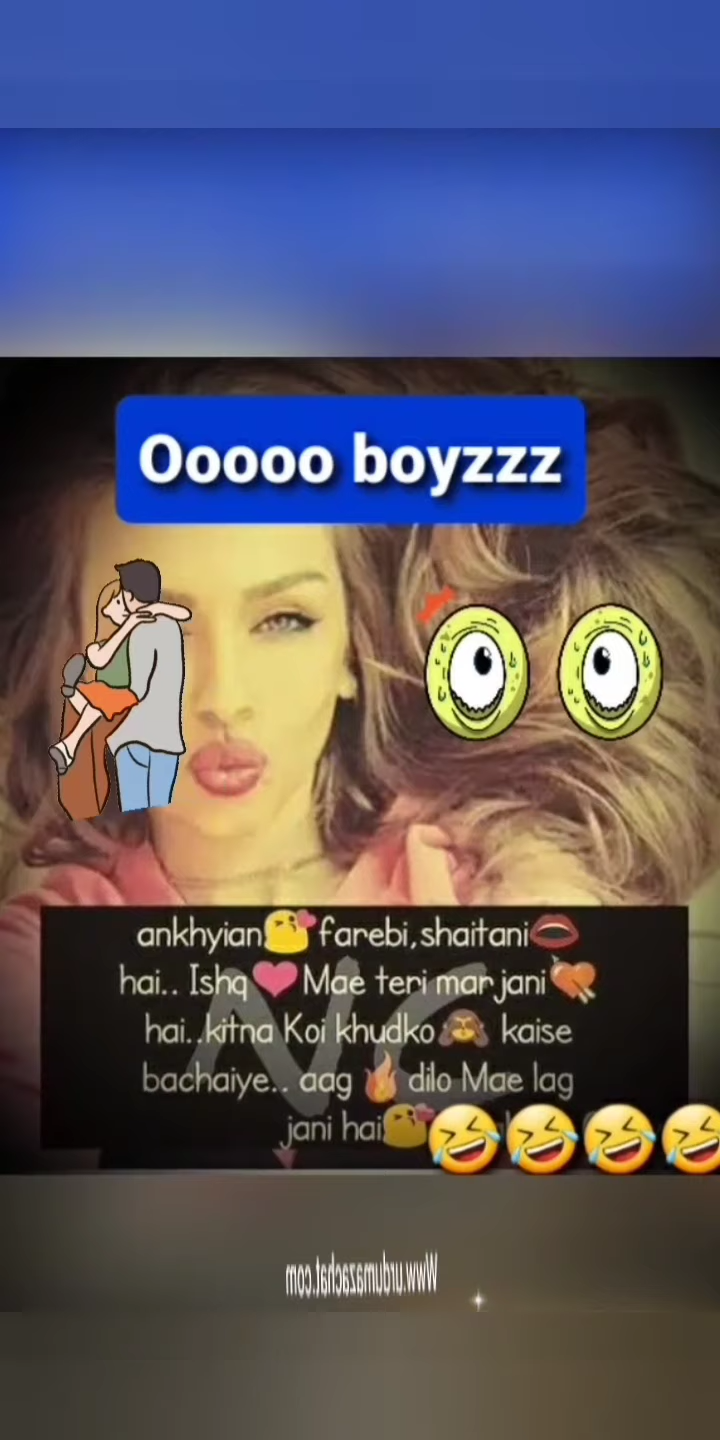 Ooooo boyzzz
ankhyian😘 farebi,shaitani👄
hai.. Ishq ❤ Mae teri mar jani 💘
hai..kitna Koi khudko 🙈 kaise
bachaiye.. aag 🔥 dilo Mae lag
jani hai😘
NC
Www.urdumazachat.com